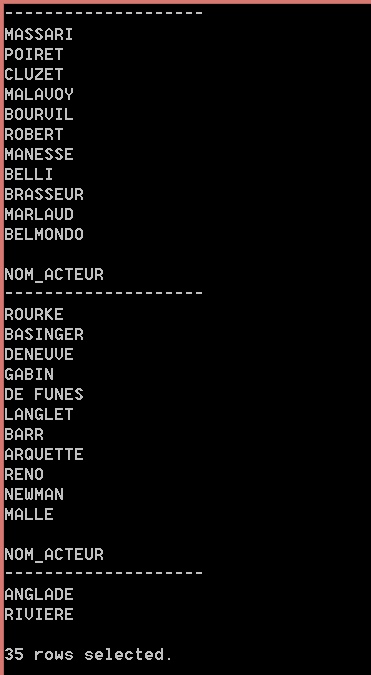 --------------------
MASSARI
POIRET
CLUZET
MALAVOY
BOURVIL
ROBERT
MANESSE
BELLI
BRASSEUR
MARLAUD
BELMONDO
NOM_ACTEUR
--------------------
ROURKE
BASINGER
DENEUVE
GABIN
DE FUNES
LANGLET
BARR
ARQUETTE
RENO
NEWMAN
MALLE
NOM_ACTEUR
--------------------
ANGLADE
RIVIERE
35 rows selected.